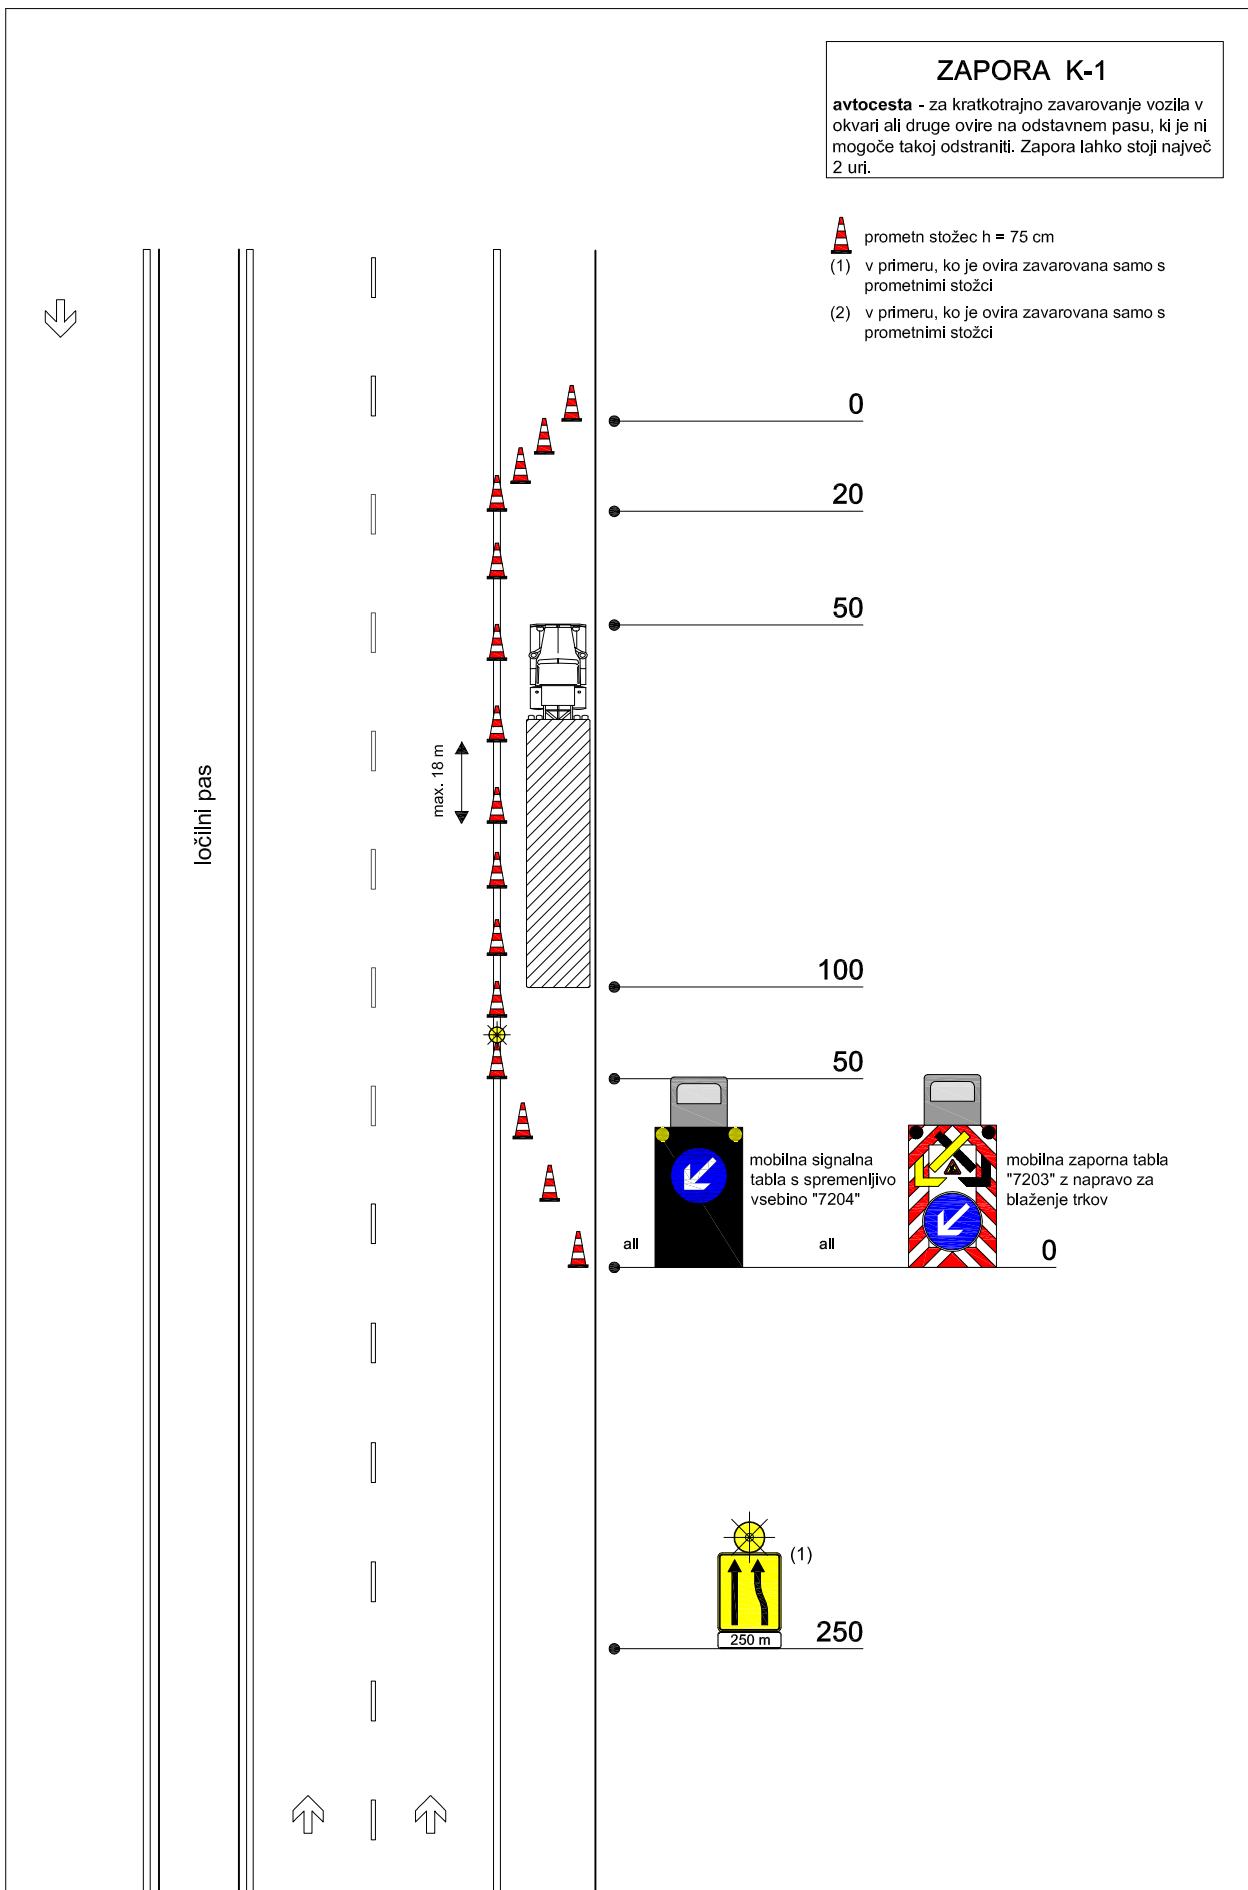 ZAPORA K-1
avtocesta - za kratkotrajno zavarovanje vozila v
okvari ali druge ovire na odstavnem pasu, ki je ni
mogoče takoj odstraniti. Zapora lahko stoji največ
2 uri.
prometn stožec h = 75 cm
(1) v primeru, ko je ovira zavarovana samo s
prometnimi stožci
(2) v primeru, ko je ovira zavarovana samo s
prometnimi stožci
0
20
50
max. 18 m
ločilni pas
100
50
mobilna signalna
tabla s spremenljivo
vsebino "7204"
mobilna zaporna tabla
"7203" z napravo za
blaženje trkov
all
all
0
(1)
250 m
250